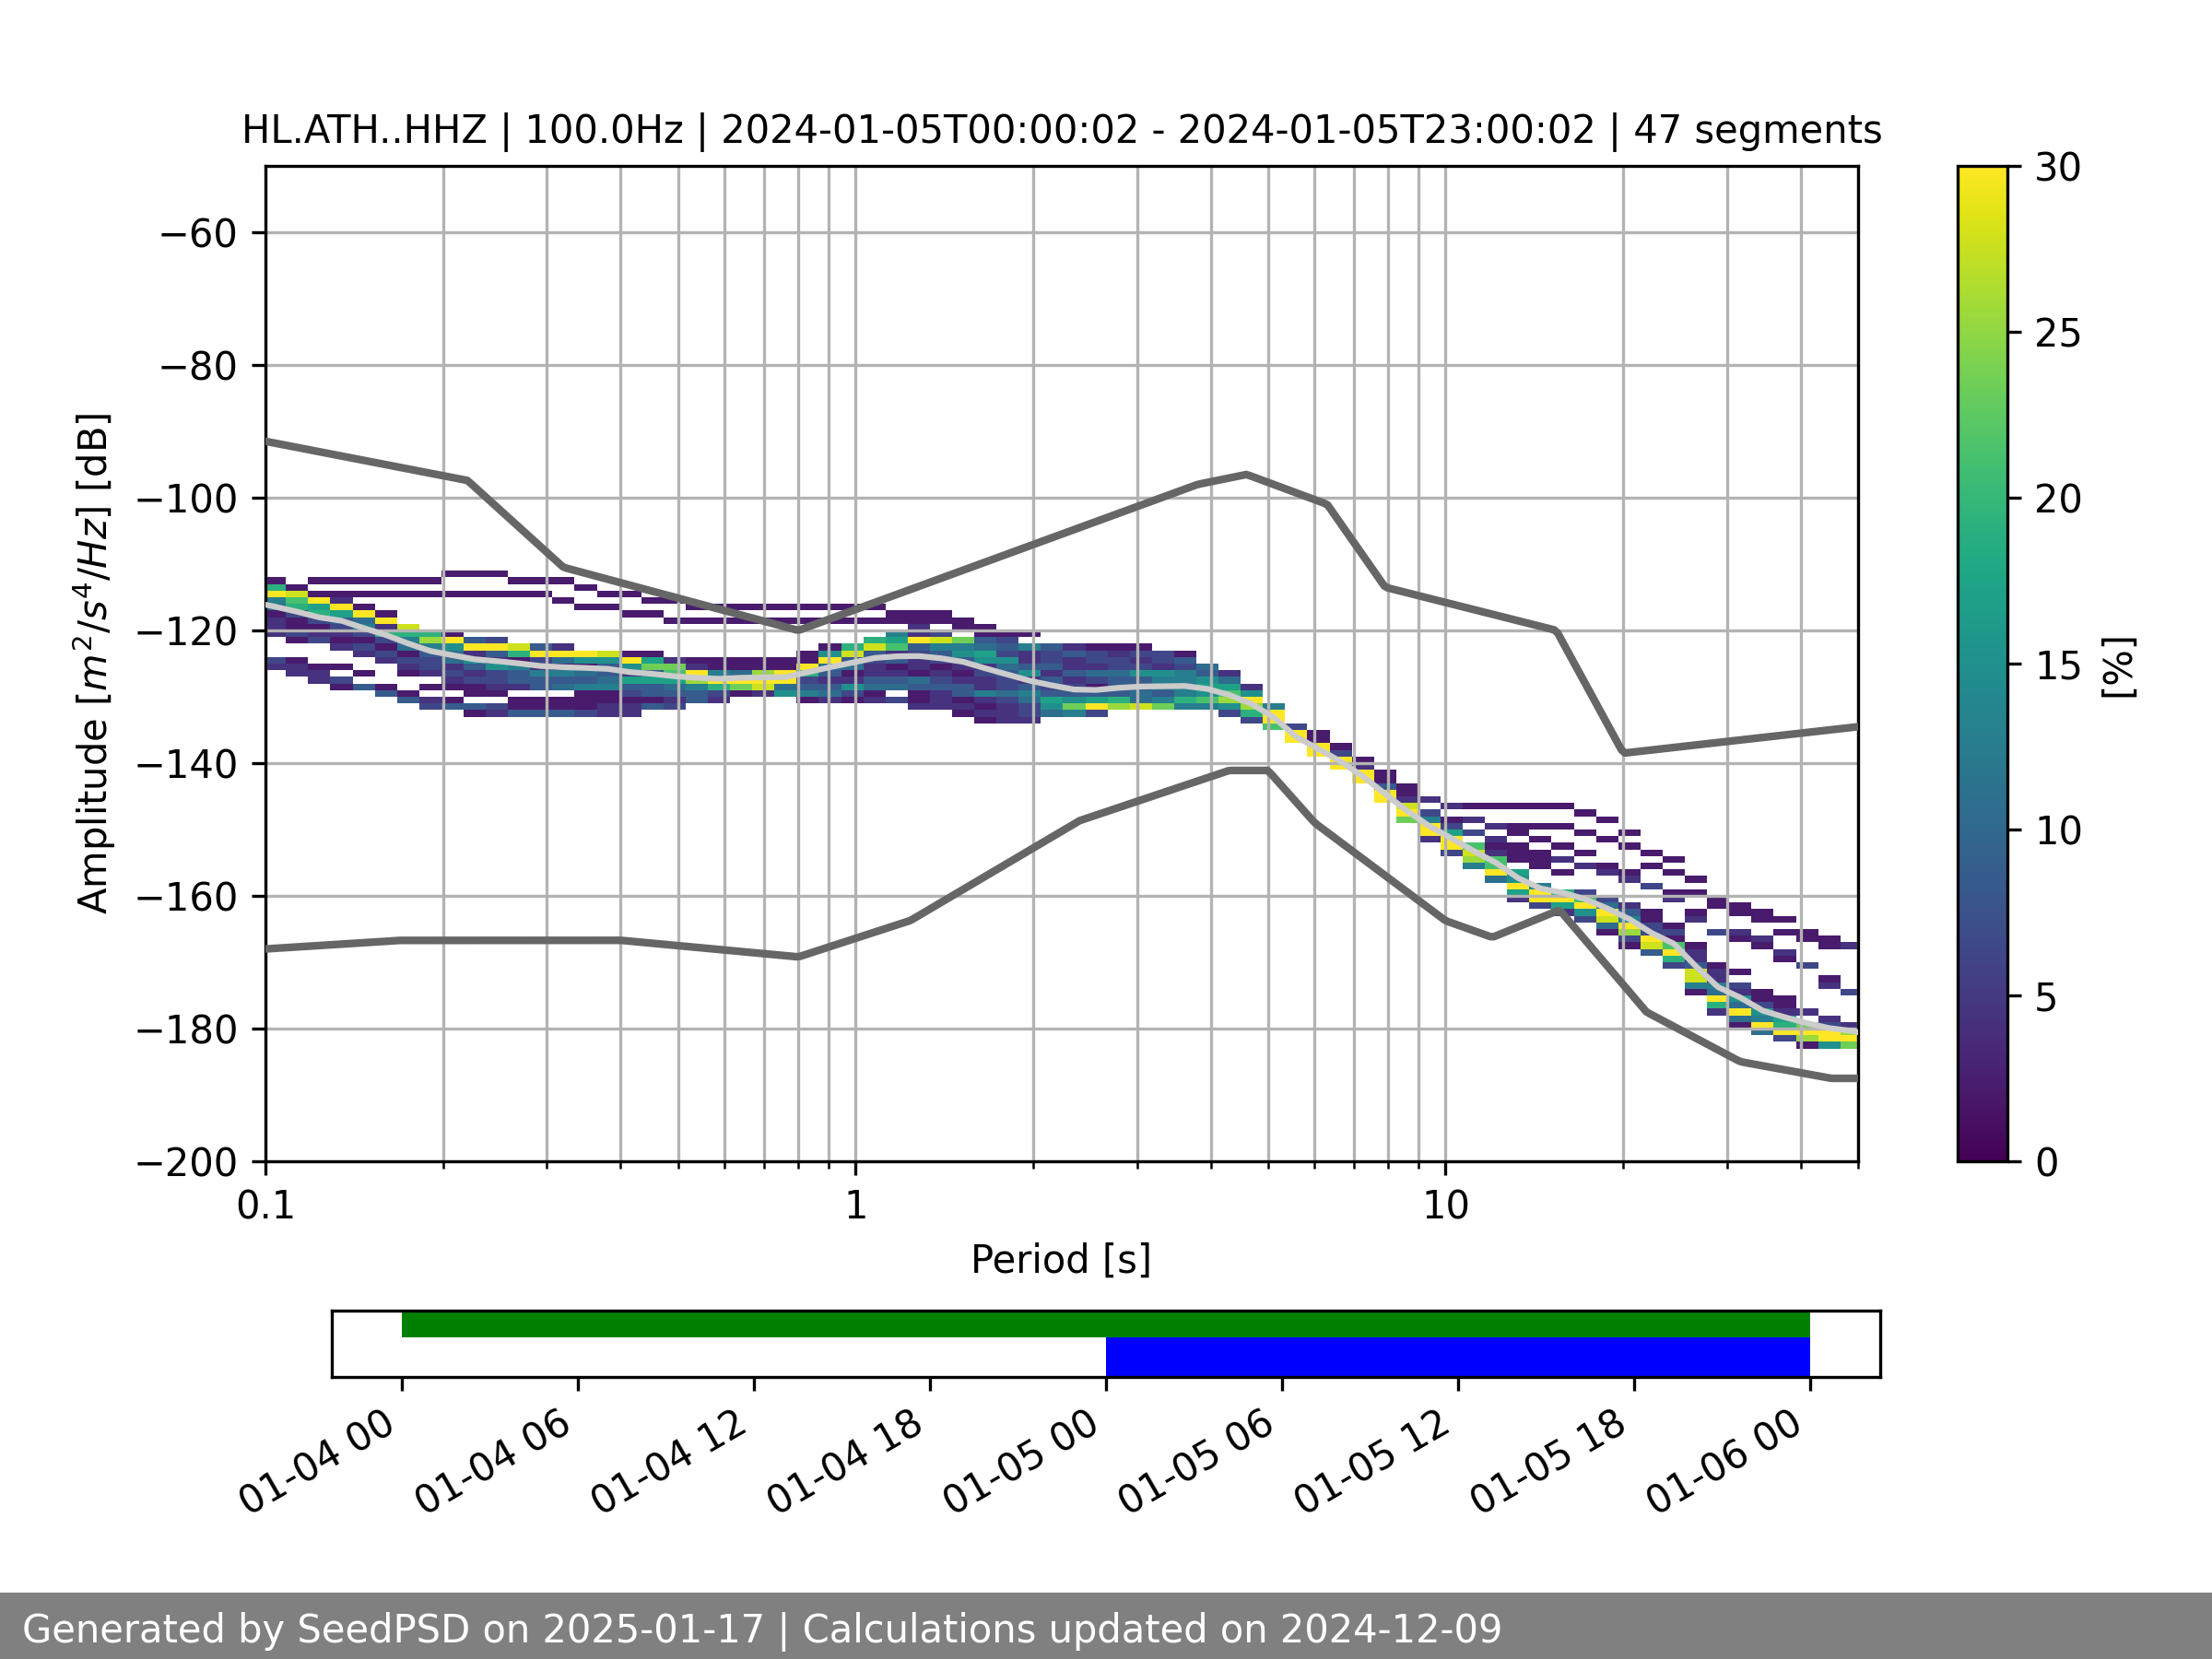 HL.ATH..HHZ | 100.0Hz | 2024-01-05T00:00:02 - 2024-01-05T23:00:02 | 47 segments
Amplitude [m²/s⁴/Hz] [dB]
−60
−80
−100
−120
−140
−160
−180
−200
0.1 1 10
Period [s]
30
25
20
15
10
5
0
[%]
01-04 00 01-04 06 01-04 12 01-04 18 01-05 00 01-05 06 01-05 12 01-05 18 01-06 00
Generated by SeedPSD on 2025-01-17 | Calculations updated on 2024-12-09